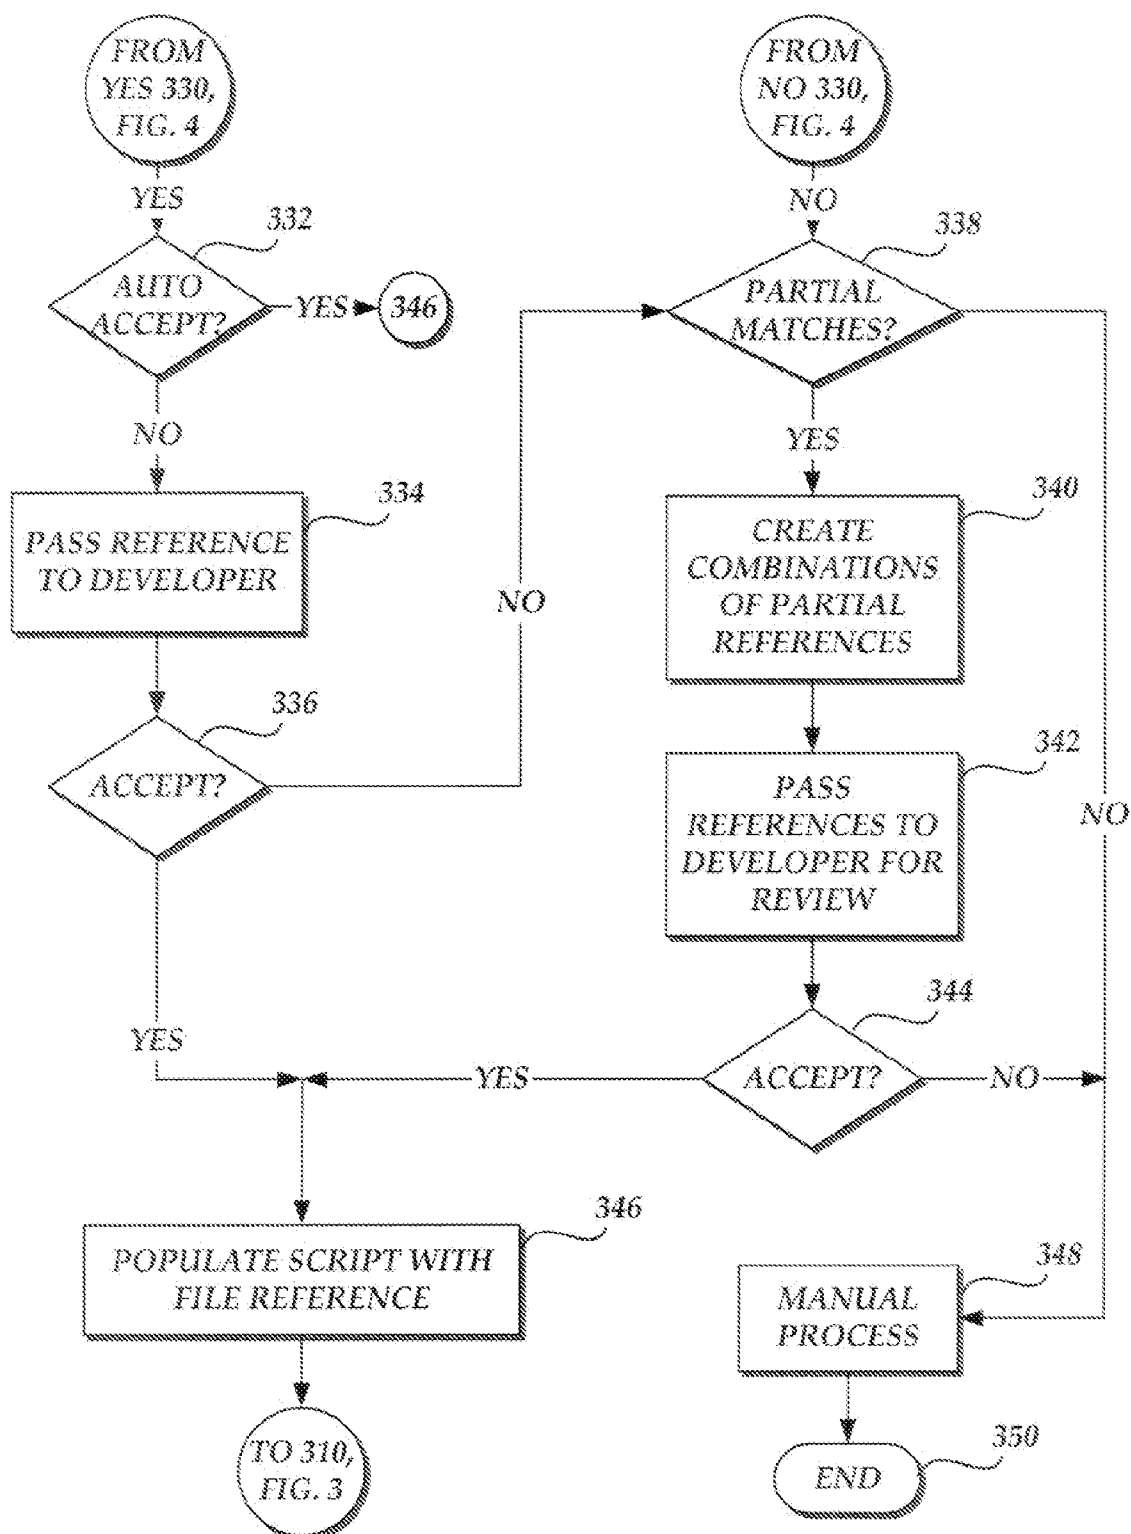 FROM
YES 330,
FIG. 4
YES
332
AUTO
ACCEPT?
YES
346
NO
334
PASS REFERENCE
TO DEVELOPER
336
ACCEPT?
NO
YES
FROM
NO 330,
FIG. 4
NO
338
PARTIAL
MATCHES?
YES
340
CREATE
COMBINATIONS
OF PARTIAL
REFERENCES
342
PASS
REFERENCES TO
DEVELOPER FOR
REVIEW
NO
344
ACCEPT?
YES
NO
346
POPULATE SCRIPT WITH
FILE REFERENCE
TO 310,
FIG. 3
348
MANUAL
PROCESS
350
END